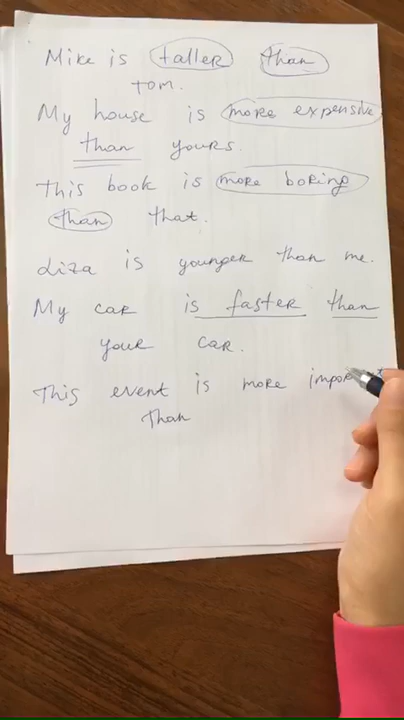 Mike is taller than
Tom.
My house is more expensive
than yours.
This book is more boring
than that.
Liza is younger than me.
My car is faster than
your car.
This event is more impor
than